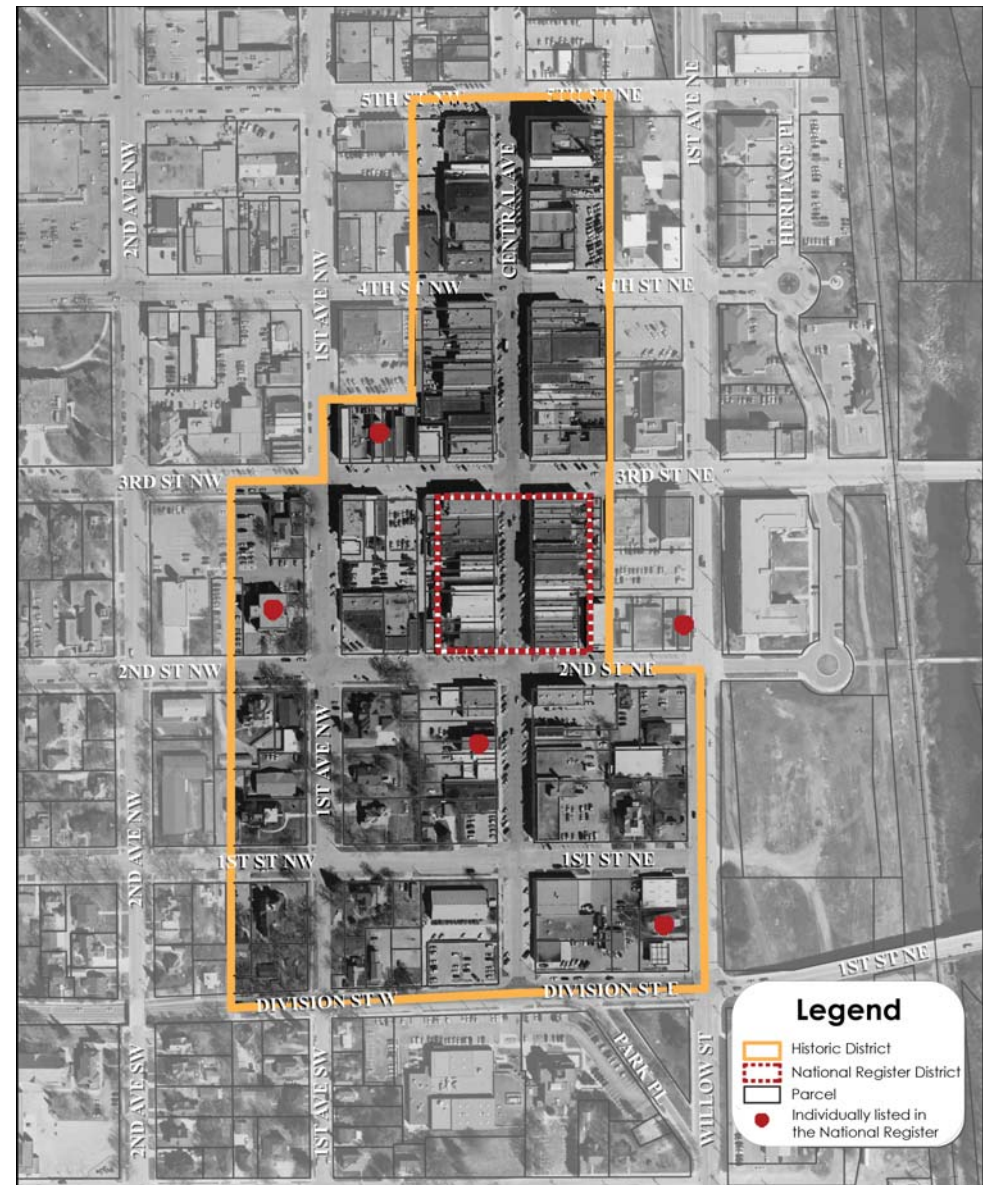 5TH ST NW
5TH ST NE
1ST AVE NE
HERITAGE PL
2ND AVE NW
CENTRAL AVE
1ST AVE NW
4TH ST NW
4TH ST NE
3RD ST NW
3RD ST NE
2ND ST NW
2ND ST NE
1ST AVE NW
2ND AVE NW
1ST ST NW
1ST ST NE
1ST ST NE
DIVISION ST W
DIVISION ST E
PARK PL
WILLOW ST
2ND AVE SW
1ST AVE SW
Legend
Historic District
National Register District
Parcel
Individually listed in
the National Register